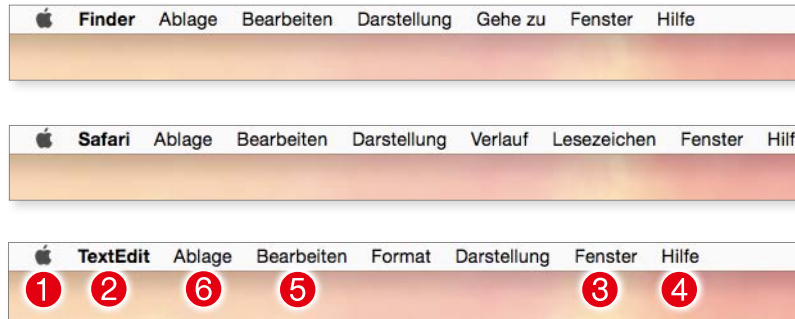 Finder Ablage Bearbeiten Darstellung Gehe zu Fenster Hilfe
Safari Ablage Bearbeiten Darstellung Verlauf Lesezeichen Fenster Hilf
TextEdit Ablage Bearbeiten Format Darstellung Fenster Hilfe
1 2 6 5 3 4